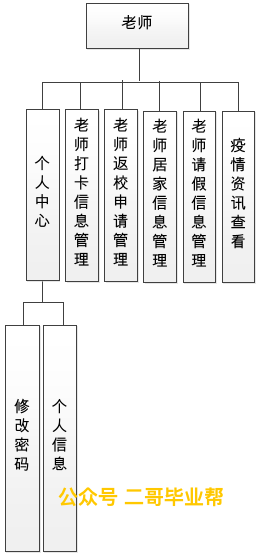 老师
个人中心
老师打卡信息管理
老师返校申请管理
老师居家信息管理
老师请假信息管理
疫情资讯查看
修改密码
个人信息
公众号 二哥毕业帮